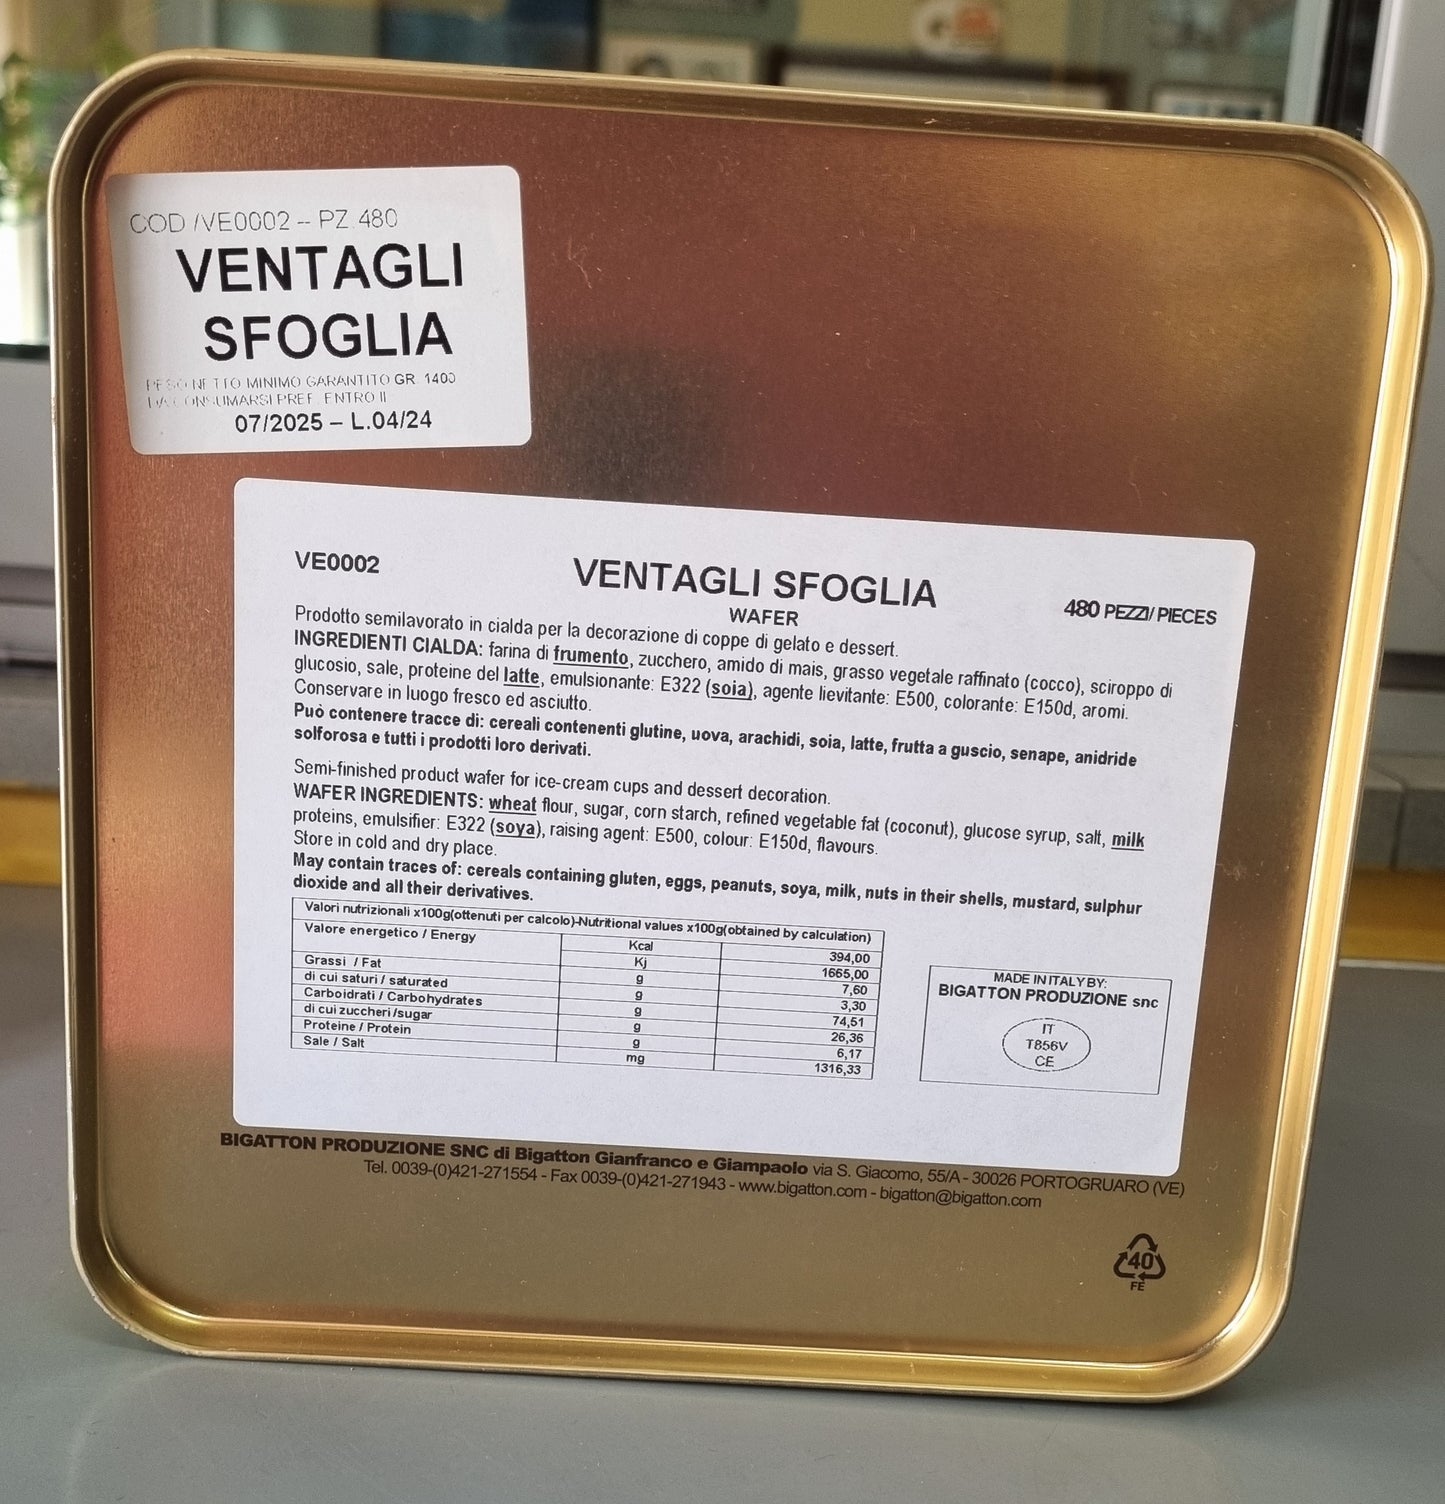 COD /VE0002 -- PZ.480
VENTAGLI
SFOGLIA
PESO NETTO MINIMO GARANTITO GR. 1400
DA CONSUMARSI PREF. ENTRO IL
07/2025 – L.04/24
VE0002
VENTAGLI SFOGLIA
480 PEZZI/ PIECES
WAFER
Prodotto semilavorato in cialda per la decorazione di coppe di gelato e dessert.
INGREDIENTI CIALDA: farina di frumento, zucchero, amido di mais, grasso vegetale raffinato (cocco), sciroppo di
glucosio, sale, proteine del latte, emulsionante: E322 (soia), agente lievitante: E500, colorante: E150d, aromi.
Conservare in luogo fresco ed asciutto.
Può contenere tracce di: cereali contenenti glutine, uova, arachidi, soia, latte, frutta a guscio, senape, anidride
solforosa e tutti i prodotti loro derivati.
Semi-finished product wafer for ice-cream cups and dessert decoration.
WAFER INGREDIENTS: wheat flour, sugar, corn starch, refined vegetable fat (coconut), glucose syrup, salt, milk
proteins, emulsifier: E322 (soya), raising agent: E500, colour: E150d, flavours.
Store in cold and dry place.
May contain traces of: cereals containing gluten, eggs, peanuts, soya, milk, nuts in their shells, mustard, sulphur
dioxide and all their derivatives.
Valori nutrizionali x100g(ottenuti per calcolo)-Nutritional values x100g(obtained by calculation)
Valore energetico / Energy Kcal 394,00
Kj 1665,00
Grassi / Fat g 7,60
di cui saturi / saturated g 3,30
Carboidrati / Carbohydrates g 74,51
di cui zuccheri /sugar g 26,36
Proteine / Protein g 6,17
Sale / Salt mg 1316,33
MADE IN ITALY BY:
BIGATTON PRODUZIONE snc
IT
T856V
CE
BIGATTON PRODUZIONE SNC di Bigatton Gianfranco e Giampaolo via S. Giacomo, 55/A - 30026 PORTOGRUARO (VE)
Tel. 0039-(0)421-271554 - Fax 0039-(0)421-271943 - www.bigatton.com - bigatton@bigatton.com
40
FE